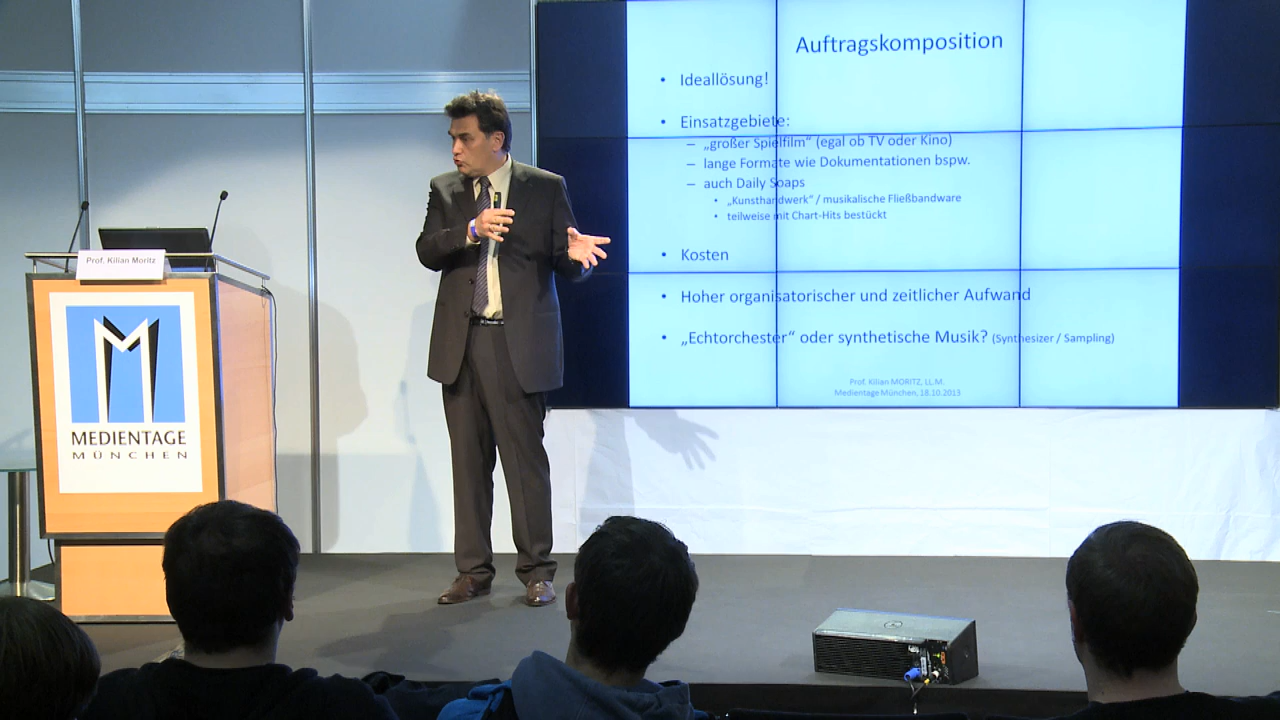 Auftragskomposition
• Ideallösung!
• Einsatzgebiete:
– „großer Spielfilm“ (egal ob TV oder Kino)
– lange Formate wie Dokumentationen bspw.
– auch Daily Soaps
• „Kunsthandwerk“ / musikalische Fließbandware
• teilweise mit Chart-Hits bestückt
• Kosten
• Hoher organisatorischer und zeitlicher Aufwand
• „Echtorchester“ oder synthetische Musik? (Synthesizer / Sampling)
Prof. Kilian MORITZ, LL.M.
Medientage München, 18.10.2013
Prof. Kilian Moritz
M
MEDIENTAGE
MÜNCHEN